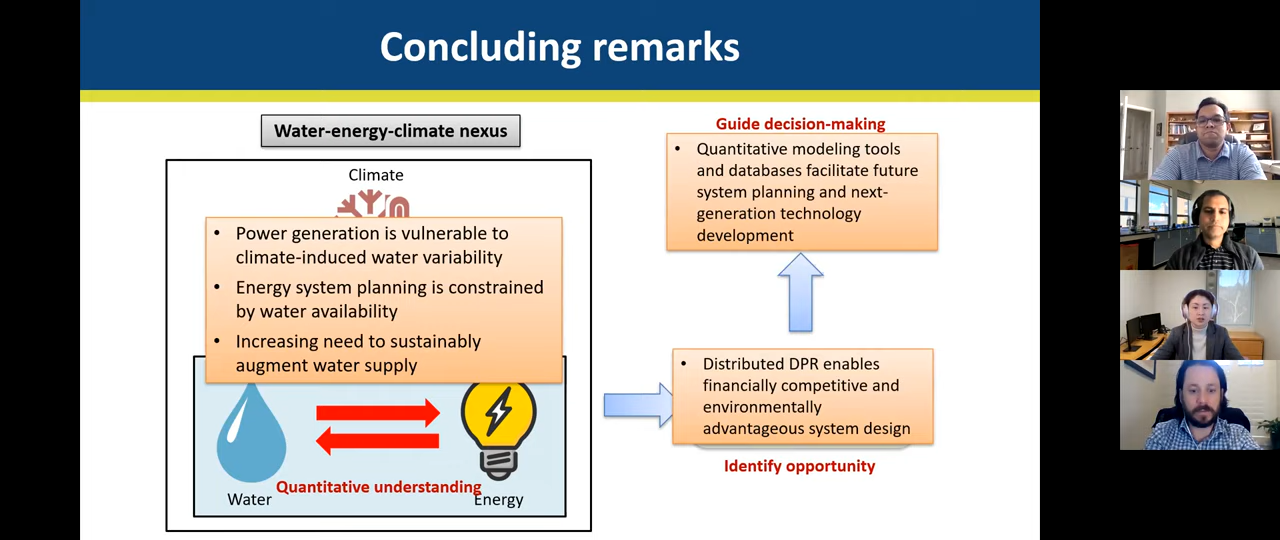 Concluding remarks
Water-energy-climate nexus
Climate
• Power generation is vulnerable to
climate-induced water variability
• Energy system planning is constrained
by water availability
• Increasing need to sustainably
augment water supply
Quantitative understanding
Water
Energy
Guide decision-making
• Quantitative modeling tools
and databases facilitate future
system planning and next-
generation technology
development
• Distributed DPR enables
financially competitive and
environmentally
advantageous system design
Identify opportunity